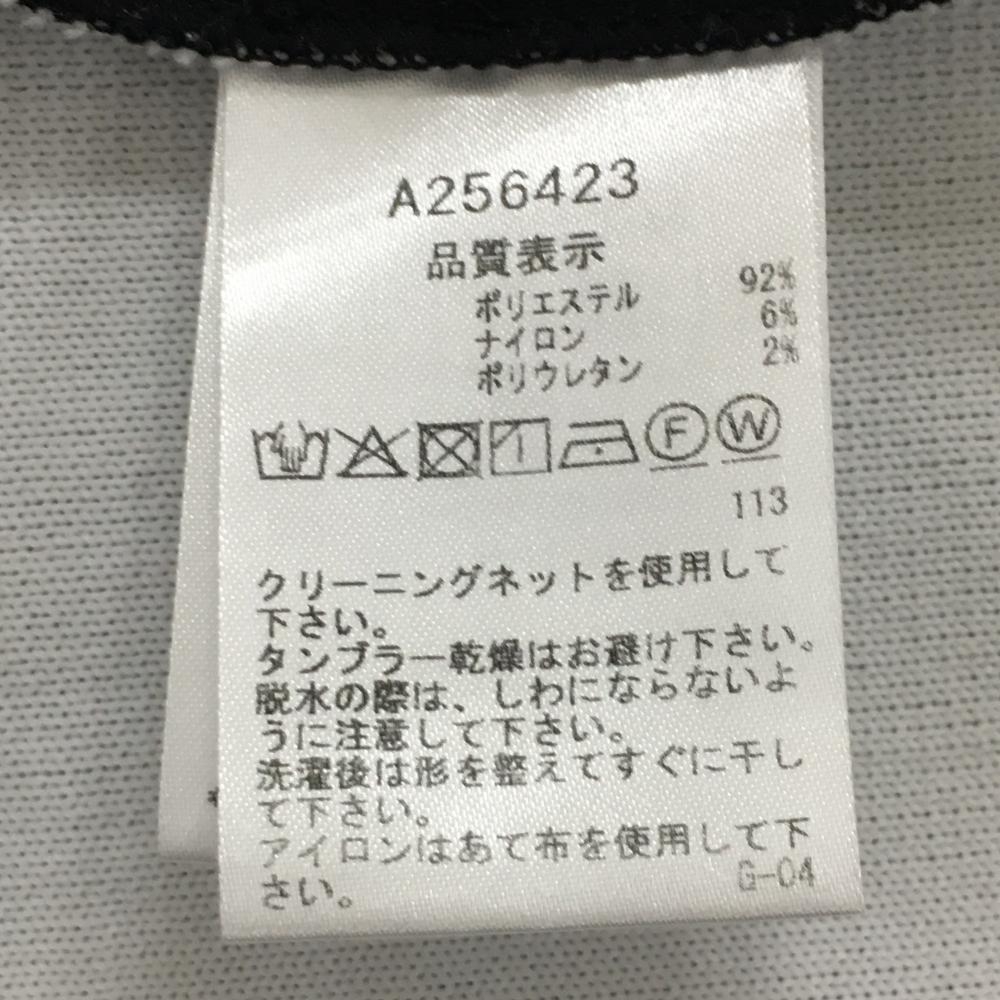 A256423
品質表示
ポリエステル 92%
ナイロン 6%
ポリウレタン 2%
F W
113
クリーニングネットを使用して
下さい。
タンブラー乾燥はお避け下さい。
脱水の際は、しわにならないよ
うに注意して下さい。
洗濯後は形を整えてすぐに干し
て下さい。
アイロンはあて布を使用して下
さい。
G-04